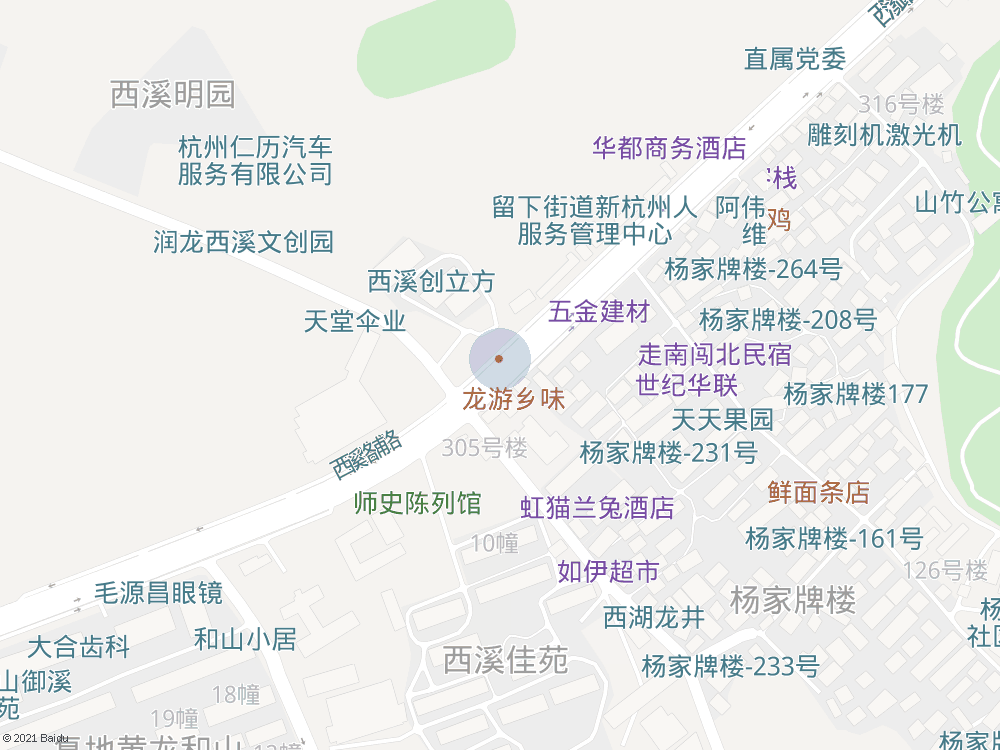 直属党委
西溪明园
316号楼
雕刻机激光机
杭州仁历汽车
服务有限公司
华都商务酒店
栈
山竹公寓
留下街道新杭州人
服务管理中心
阿伟
维
鸡
润龙西溪文创园
杨家牌楼-264号
西溪创立方
天堂伞业
五金建材
杨家牌楼-208号
走南闯北民宿
世纪华联
杨家牌楼177
龙游乡味
天天果园
305号楼
杨家牌楼-231号
鲜面条店
师史陈列馆
虹猫兰兔酒店
10幢
杨家牌楼-161号
如伊超市
126号楼
毛源昌眼镜
杨家牌楼
西湖龙井
杨
社区
大合齿科
和山小居
西溪佳苑
杨家牌楼-233号
山御溪
苑
18幢
19幢
杨家牌楼
© 2021 Baidu